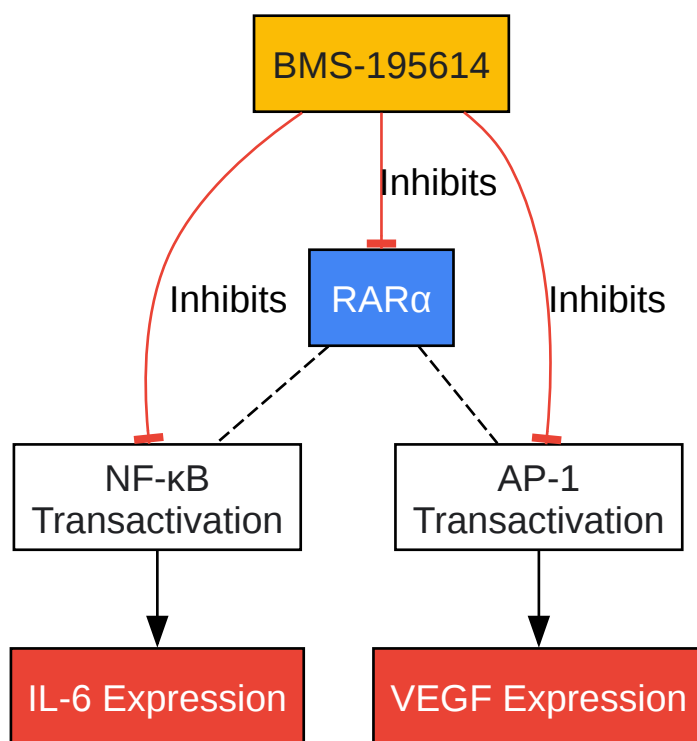 BMS-195614
Inhibits
Inhibits
RARα
Inhibits
NF-κB
Transactivation
AP-1
Transactivation
IL-6 Expression
VEGF Expression